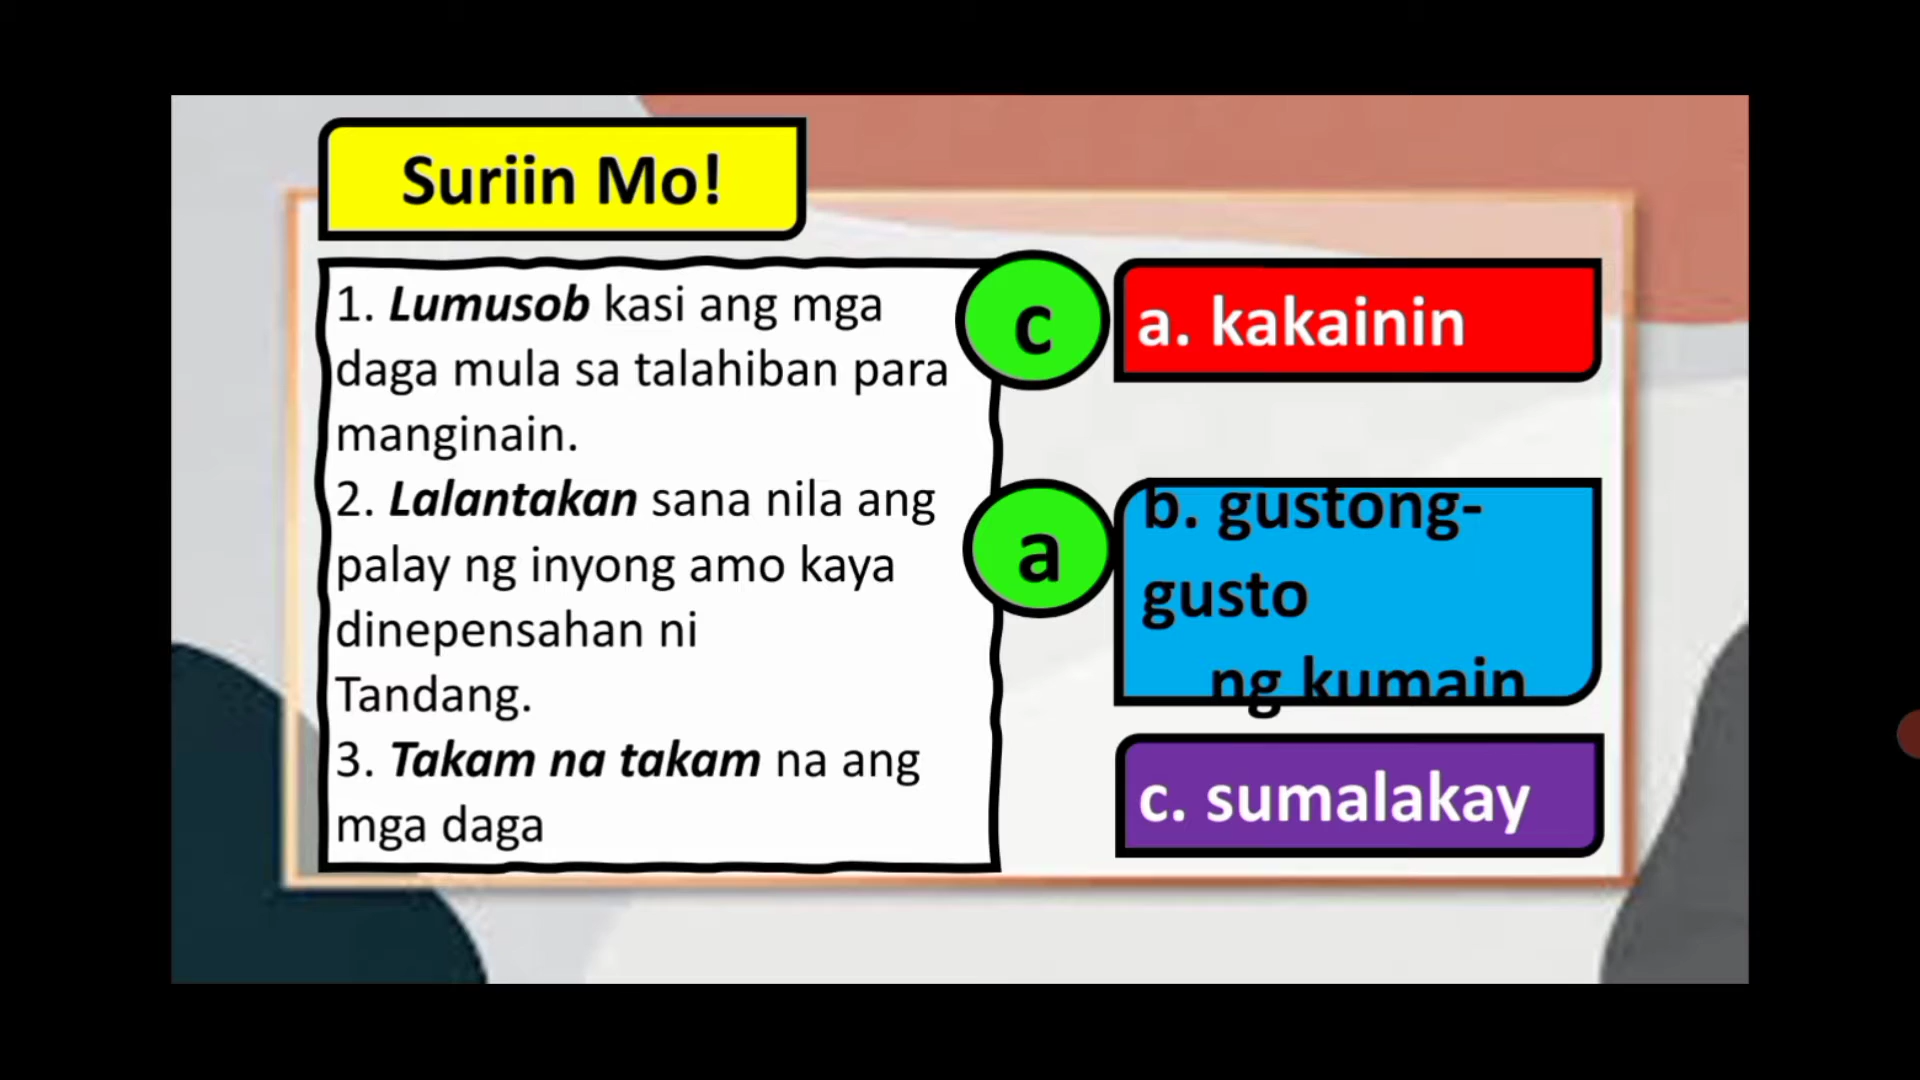 Suriin Mo!
1. Lumusob kasi ang mga
daga mula sa talahiban para
manginain.
2. Lalantakan sana nila ang
palay ng inyong amo kaya
dinepensahan ni
Tandang.
3. Takam na takam na ang
mga daga
c
a
a. kakainin
b. gustong-
gusto
ng kumain
c. sumalakay